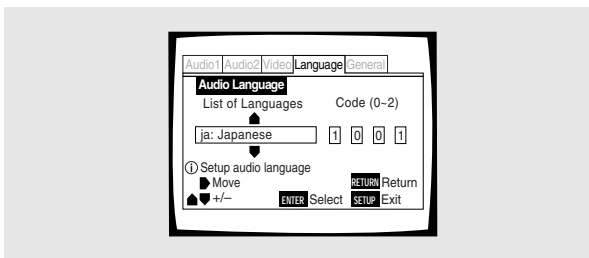 Audio1 Audio2 Video Language General
Audio Language
List of Languages Code (0~2)
ja: Japanese 1 0 0 1
i Setup audio language
Move RETURN Return
+/– ENTER Select SETUP Exit